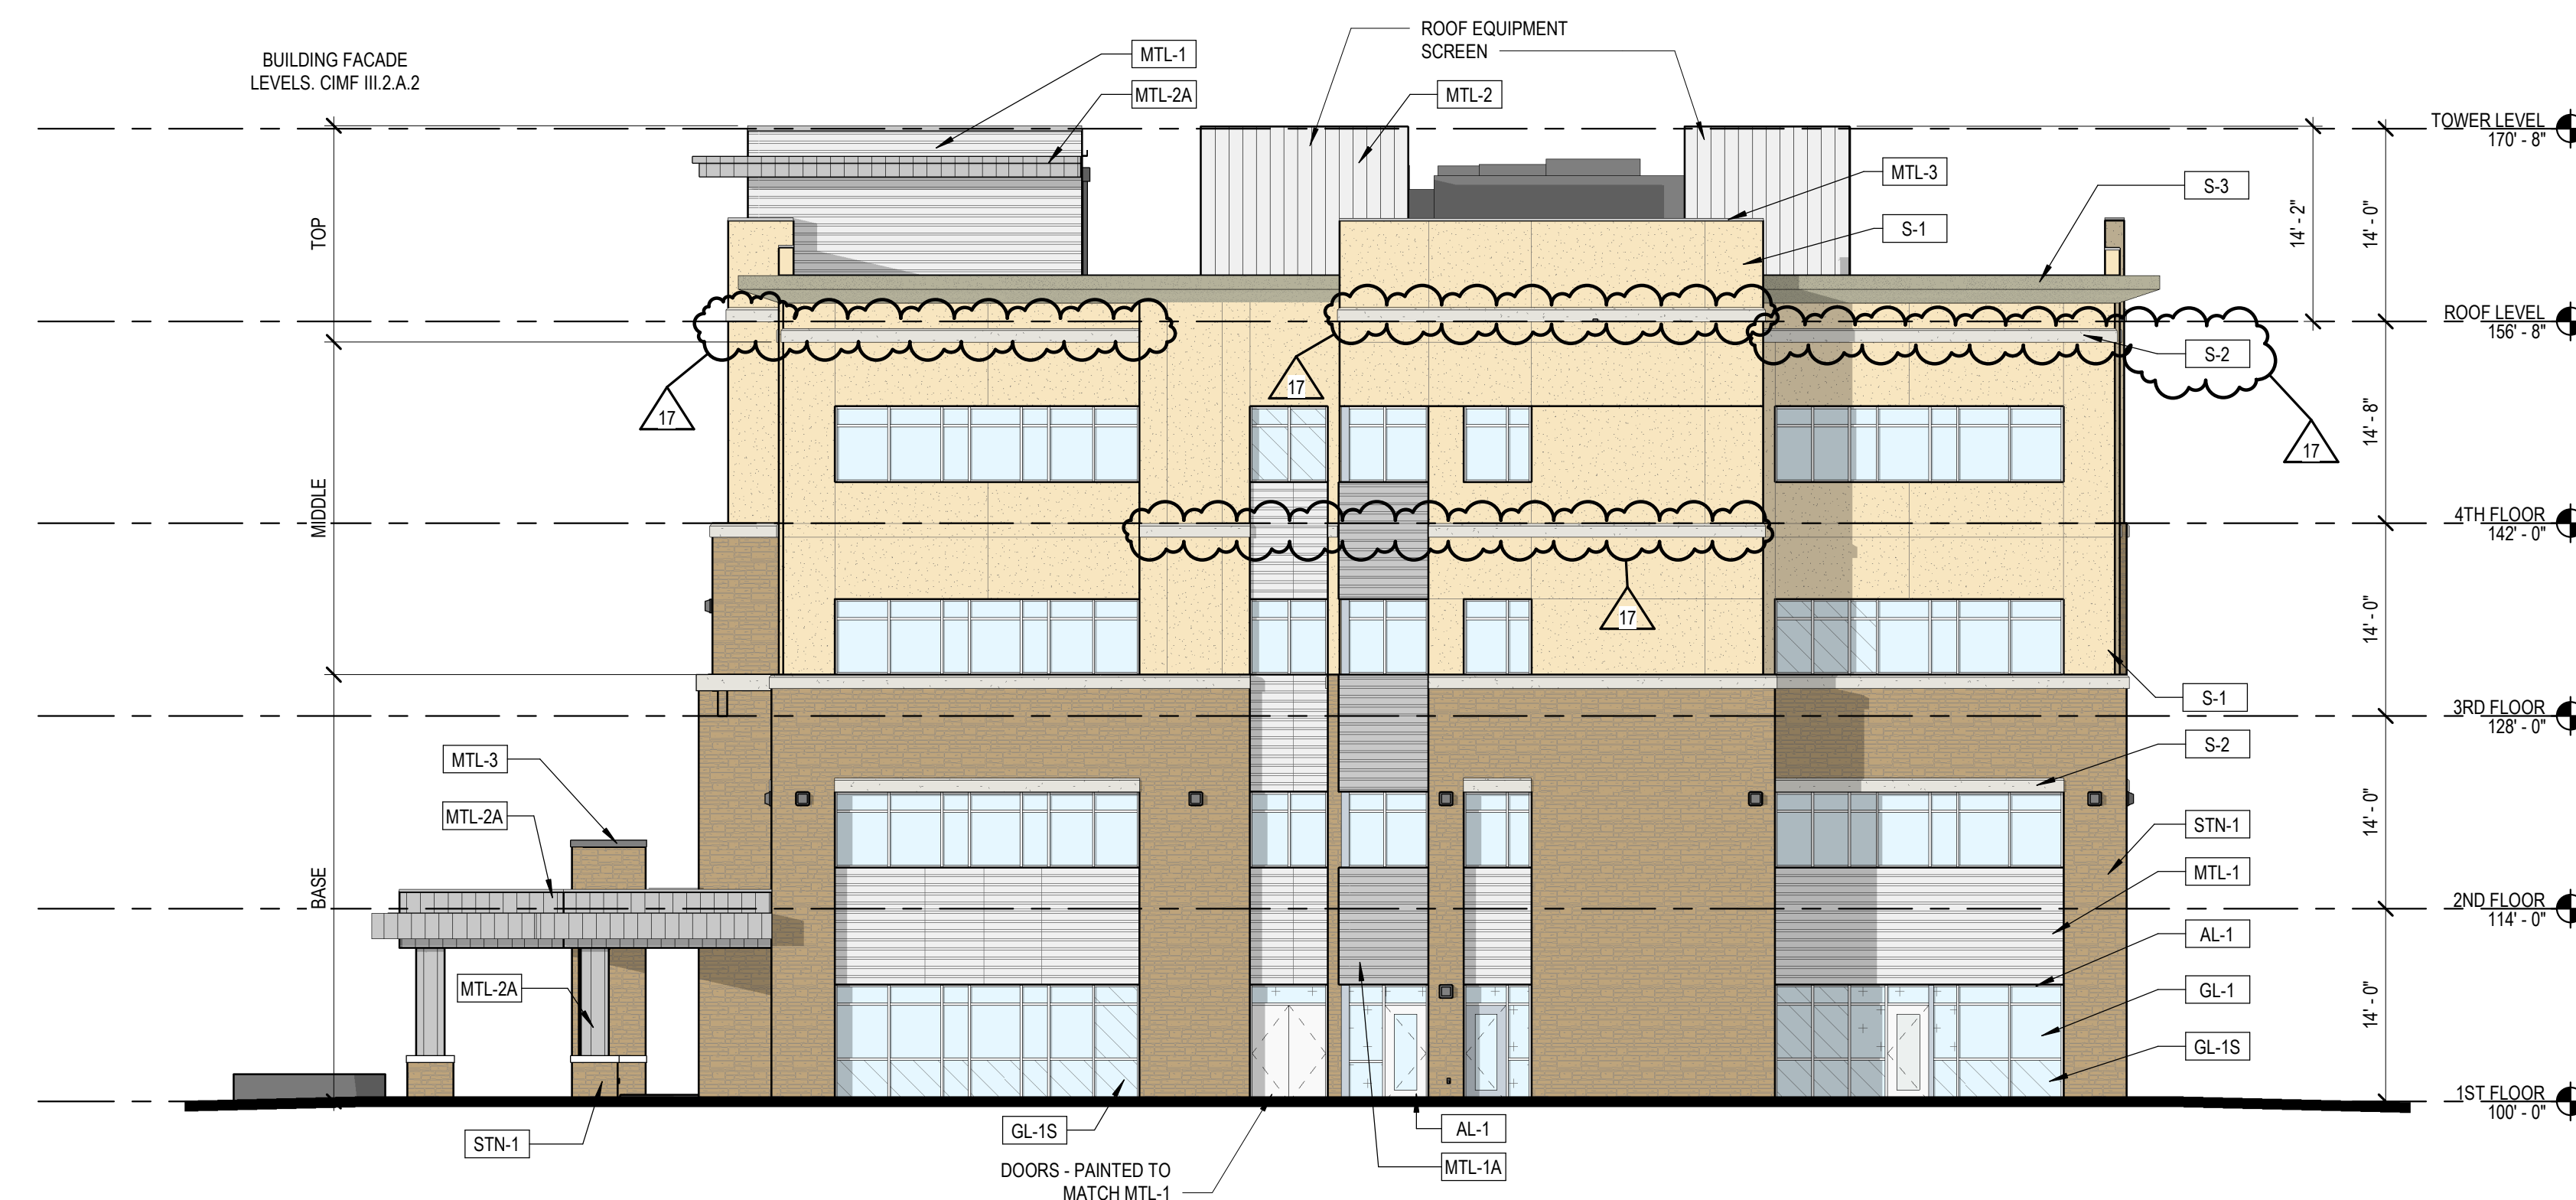 ROOF EQUIPMENT
SCREEN
BUILDING FACADE
LEVELS. CIMF III.2.A.2
MTL-1
MTL-2A
MTL-2
TOWER LEVEL
170' - 8"
MTL-3
S-3
S-1
TOP
14' - 2"
14' - 0"
ROOF LEVEL
156' - 8"
S-2
17
17
17
14' - 8"
MIDDLE
4TH FLOOR
142' - 0"
17
14' - 0"
S-1
3RD FLOOR
128' - 0"
S-2
MTL-3
MTL-2A
14' - 0"
STN-1
MTL-1
BASE
2ND FLOOR
114' - 0"
AL-1
MTL-2A
GL-1
14' - 0"
GL-1S
1ST FLOOR
100' - 0"
STN-1
GL-1S
AL-1
MTL-1A
DOORS - PAINTED TO
MATCH MTL-1